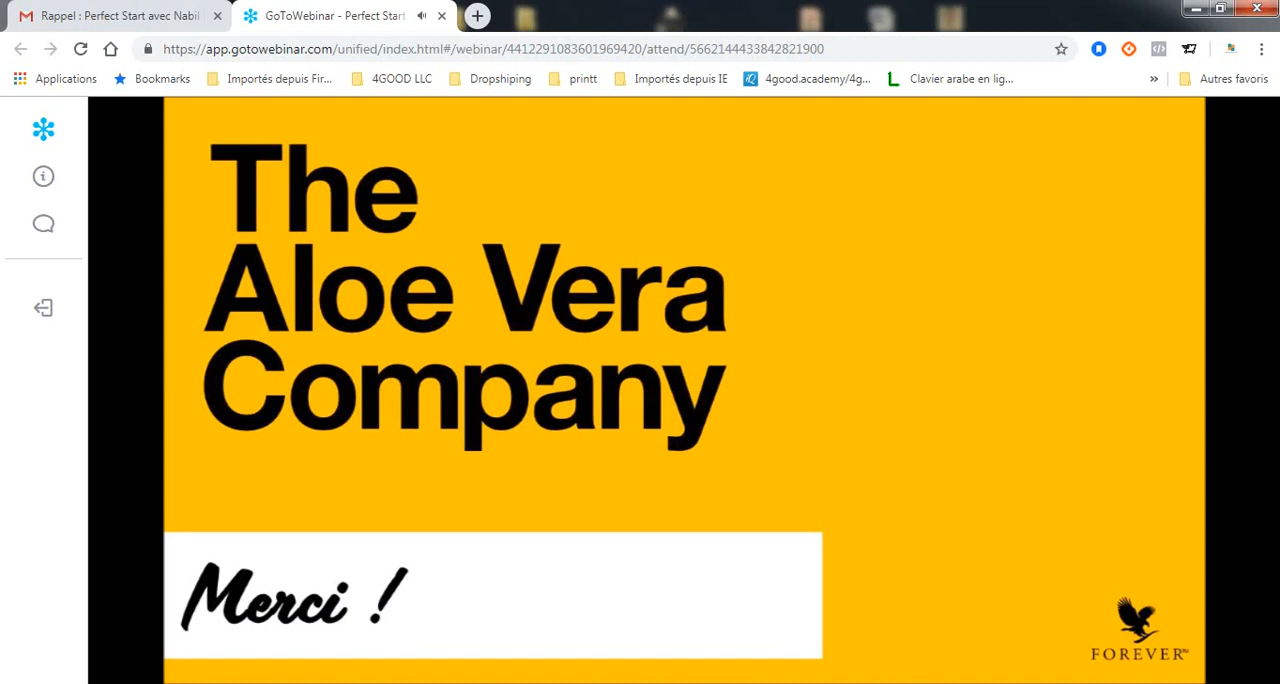 Rappel : Perfect Start avec Nabil
GoToWebinar - Perfect Start
https://app.gotowebinar.com/unified/index.html#/webinar/4412291083601969420/attend/5662144433842821900
Applications
Bookmarks
Importés depuis Fir...
4GOOD LLC
Dropshiping
printt
Importés depuis IE
4good.academy/4g...
Clavier arabe en lig...
»
Autres favoris
The
Aloe Vera
Company
Merci !
FOREVER™